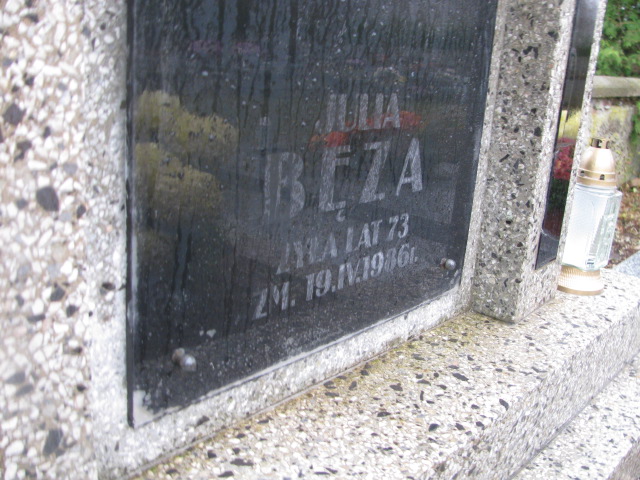 JULIA
BĘZA
ŻYŁA LAT 73
ZM. 19.IV.1986r.